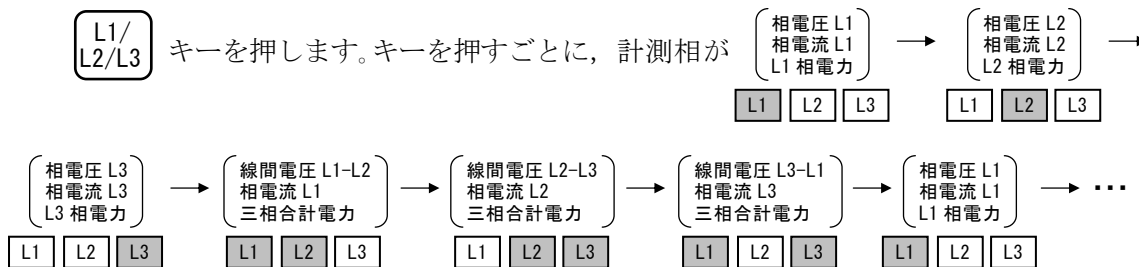 L1/
L2/L3
キーを押します。キーを押すごとに，計測相が
相電圧 L1
相電流 L1
L1 相電力
→
相電圧 L2
相電流 L2
L2 相電力
→
L1 L2 L3
L1 L2 L3
相電圧 L3
相電流 L3
L3 相電力
→
線間電圧 L1-L2
相電流 L1
三相合計電力
→
線間電圧 L2-L3
相電流 L2
三相合計電力
→
線間電圧 L3-L1
相電流 L3
三相合計電力
→
相電圧 L1
相電流 L1
L1 相電力
→ ･･･
L1 L2 L3
L1 L2 L3
L1 L2 L3
L1 L2 L3
L1 L2 L3